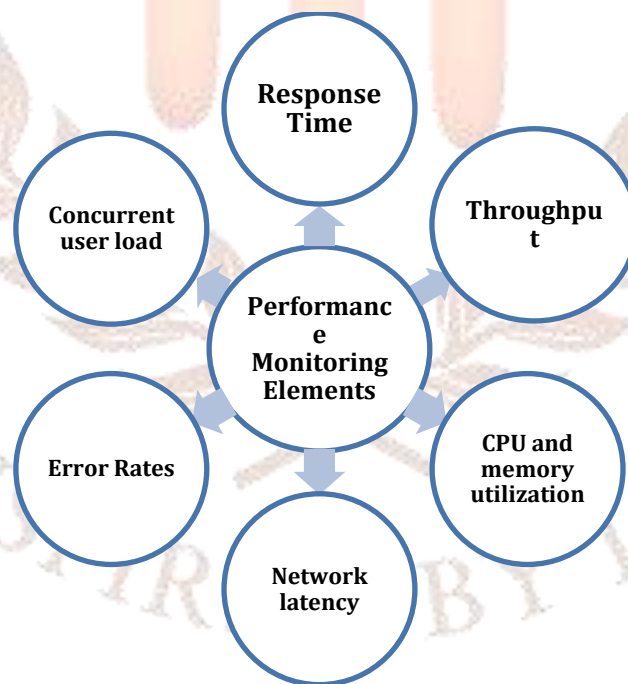 Response
Time
Throughpu
t
CPU and
memory
utilization
Network
latency
Error Rates
Concurrent
user load
Performanc
e
Monitoring
Elements